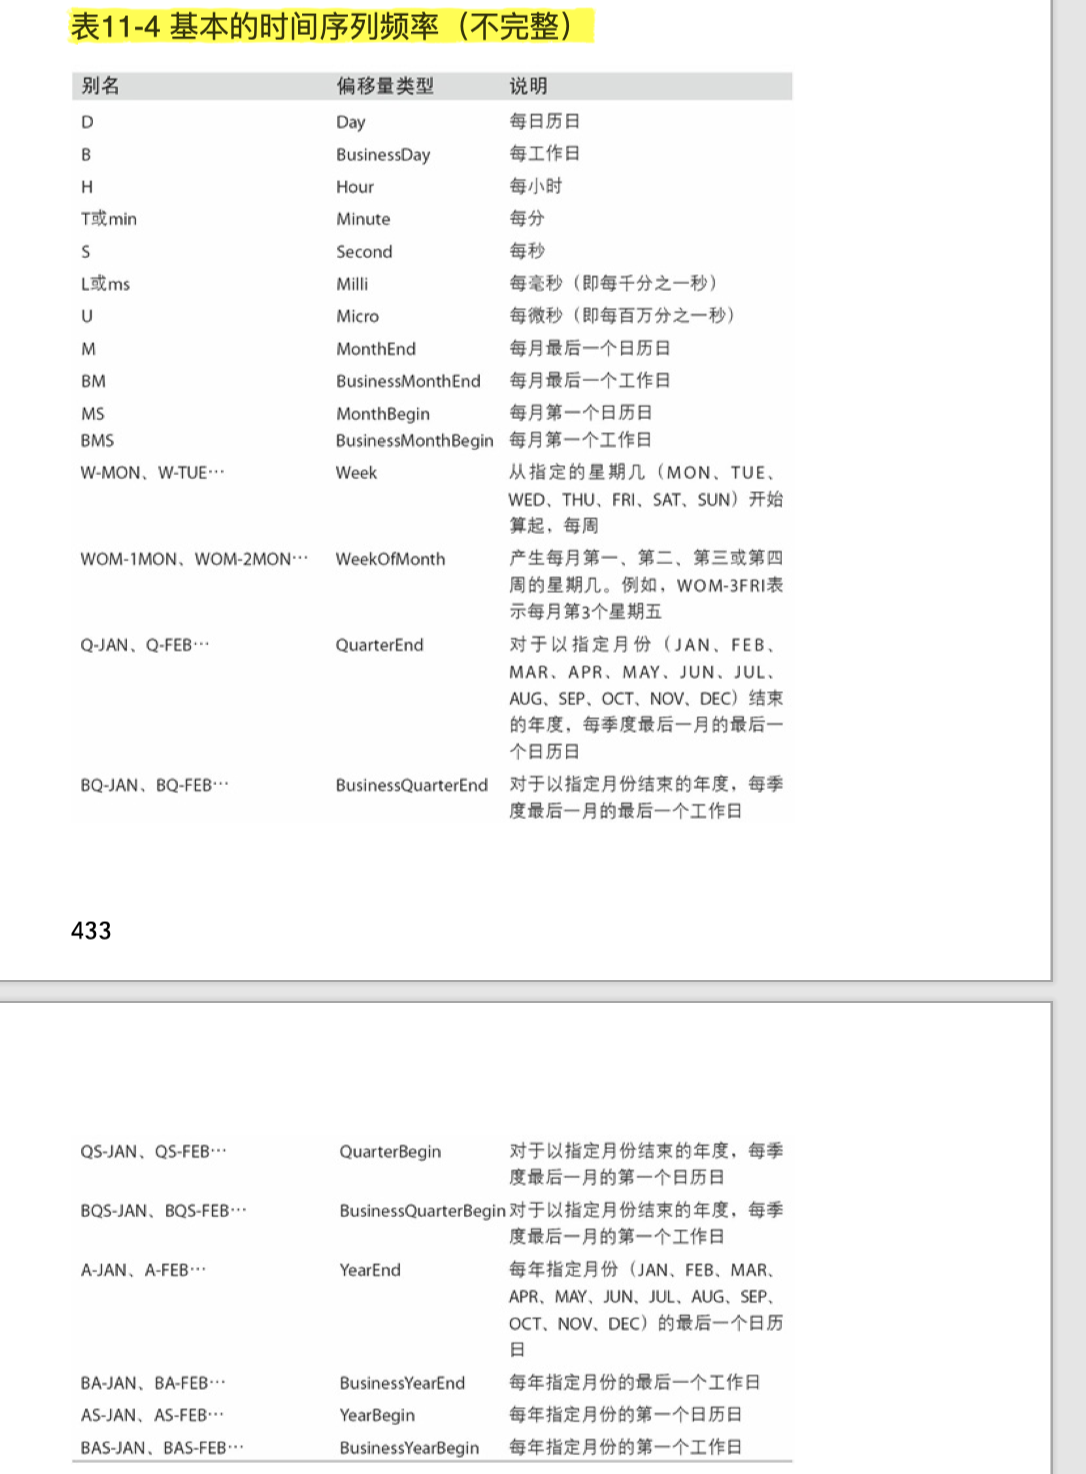 表11-4 基本的时间序列频率（不完整）
别名 偏移量类型 说明
D Day 每日历日
B BusinessDay 每工作日
H Hour 每小时
T或min Minute 每分
S Second 每秒
L或ms Milli 每毫秒（即每千分之一秒）
U Micro 每微秒（即每百万分之一秒）
M MonthEnd 每月最后一个日历日
BM BusinessMonthEnd 每月最后一个工作日
MS MonthBegin 每月第一个日历日
BMS BusinessMonthBegin 每月第一个工作日
W-MON、W-TUE… Week 从指定的星期几（MON、TUE、
WED、THU、FRI、SAT、SUN）开始
算起，每周
WOM-1MON、WOM-2MON… WeekOfMonth 产生每月第一、第二、第三或第四
周的星期几。例如，WOM-3FRI表
示每月第3个星期五
Q-JAN、Q-FEB… QuarterEnd 对于以指定月份（JAN、FEB、
MAR、APR、MAY、JUN、JUL、
AUG、SEP、OCT、NOV、DEC）结束
的年度，每季度最后一月的最后一
个日历日
BQ-JAN、BQ-FEB… BusinessQuarterEnd 对于以指定月份结束的年度，每季
度最后一月的最后一个工作日
433
QS-JAN、QS-FEB… QuarterBegin 对于以指定月份结束的年度，每季
度最后一月的第一个日历日
BQS-JAN、BQS-FEB… BusinessQuarterBegin 对于以指定月份结束的年度，每季
度最后一月的第一个工作日
A-JAN、A-FEB… YearEnd 每年指定月份（JAN、FEB、MAR、
APR、MAY、JUN、JUL、AUG、SEP、
OCT、NOV、DEC）的最后一个日历
日
BA-JAN、BA-FEB… BusinessYearEnd 每年指定月份的最后一个工作日
AS-JAN、AS-FEB… YearBegin 每年指定月份的第一个日历日
BAS-JAN、BAS-FEB… BusinessYearBegin 每年指定月份的第一个工作日